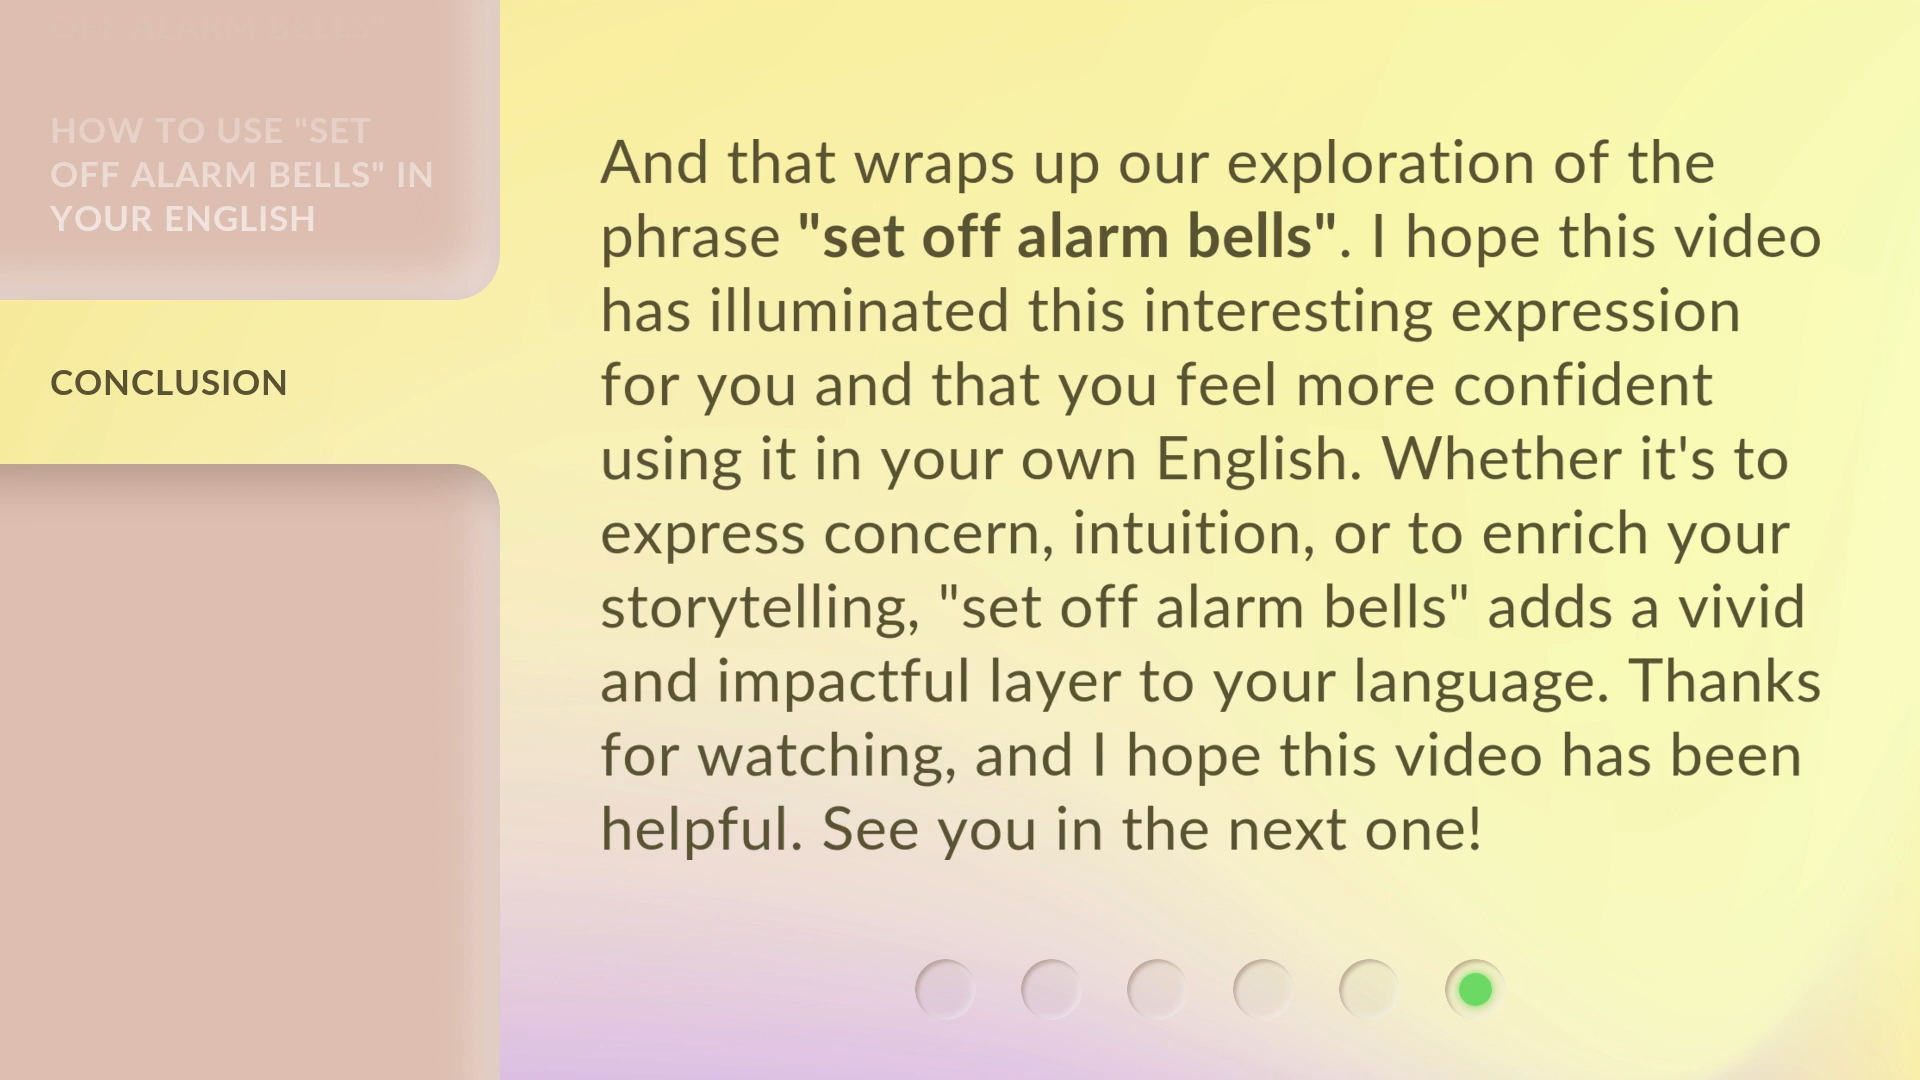 OFF ALARM BELLS"
HOW TO USE "SET
OFF ALARM BELLS" IN
YOUR ENGLISH
CONCLUSION
And that wraps up our exploration of the
phrase "set off alarm bells". I hope this video
has illuminated this interesting expression
for you and that you feel more confident
using it in your own English. Whether it's to
express concern, intuition, or to enrich your
storytelling, "set off alarm bells" adds a vivid
and impactful layer to your language. Thanks
for watching, and I hope this video has been
helpful. See you in the next one!